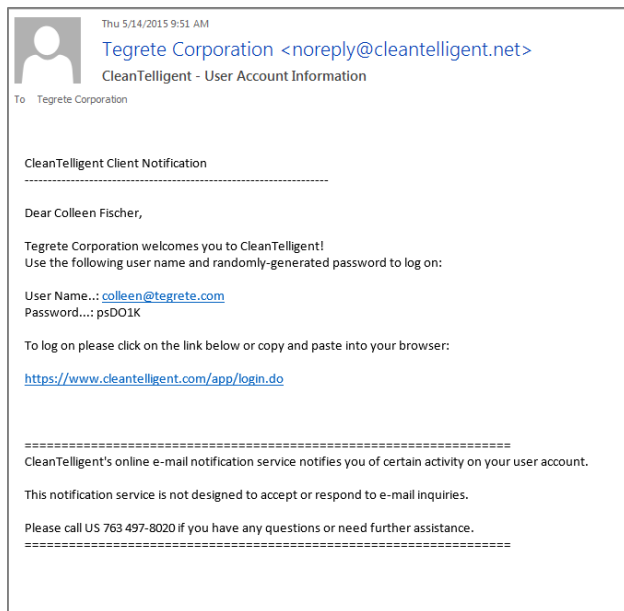 Thu 5/14/2015 9:51 AM
Tegrete Corporation <noreply@cleantelligent.net>
CleanTelligent - User Account Information
To Tegrete Corporation
CleanTelligent Client Notification
------------------------------------------------------------------
Dear Colleen Fischer,
Tegrete Corporation welcomes you to CleanTelligent!
Use the following user name and randomly-generated password to log on:
User Name..: colleen@tegrete.com
Password...: psDO1K
To log on please click on the link below or copy and paste into your browser:
https://www.cleantelligent.com/app/login.do
=====================================================================
CleanTelligent's online e-mail notification service notifies you of certain activity on your user account.
This notification service is not designed to accept or respond to e-mail inquiries.
Please call US 763 497-8020 if you have any questions or need further assistance.
=====================================================================